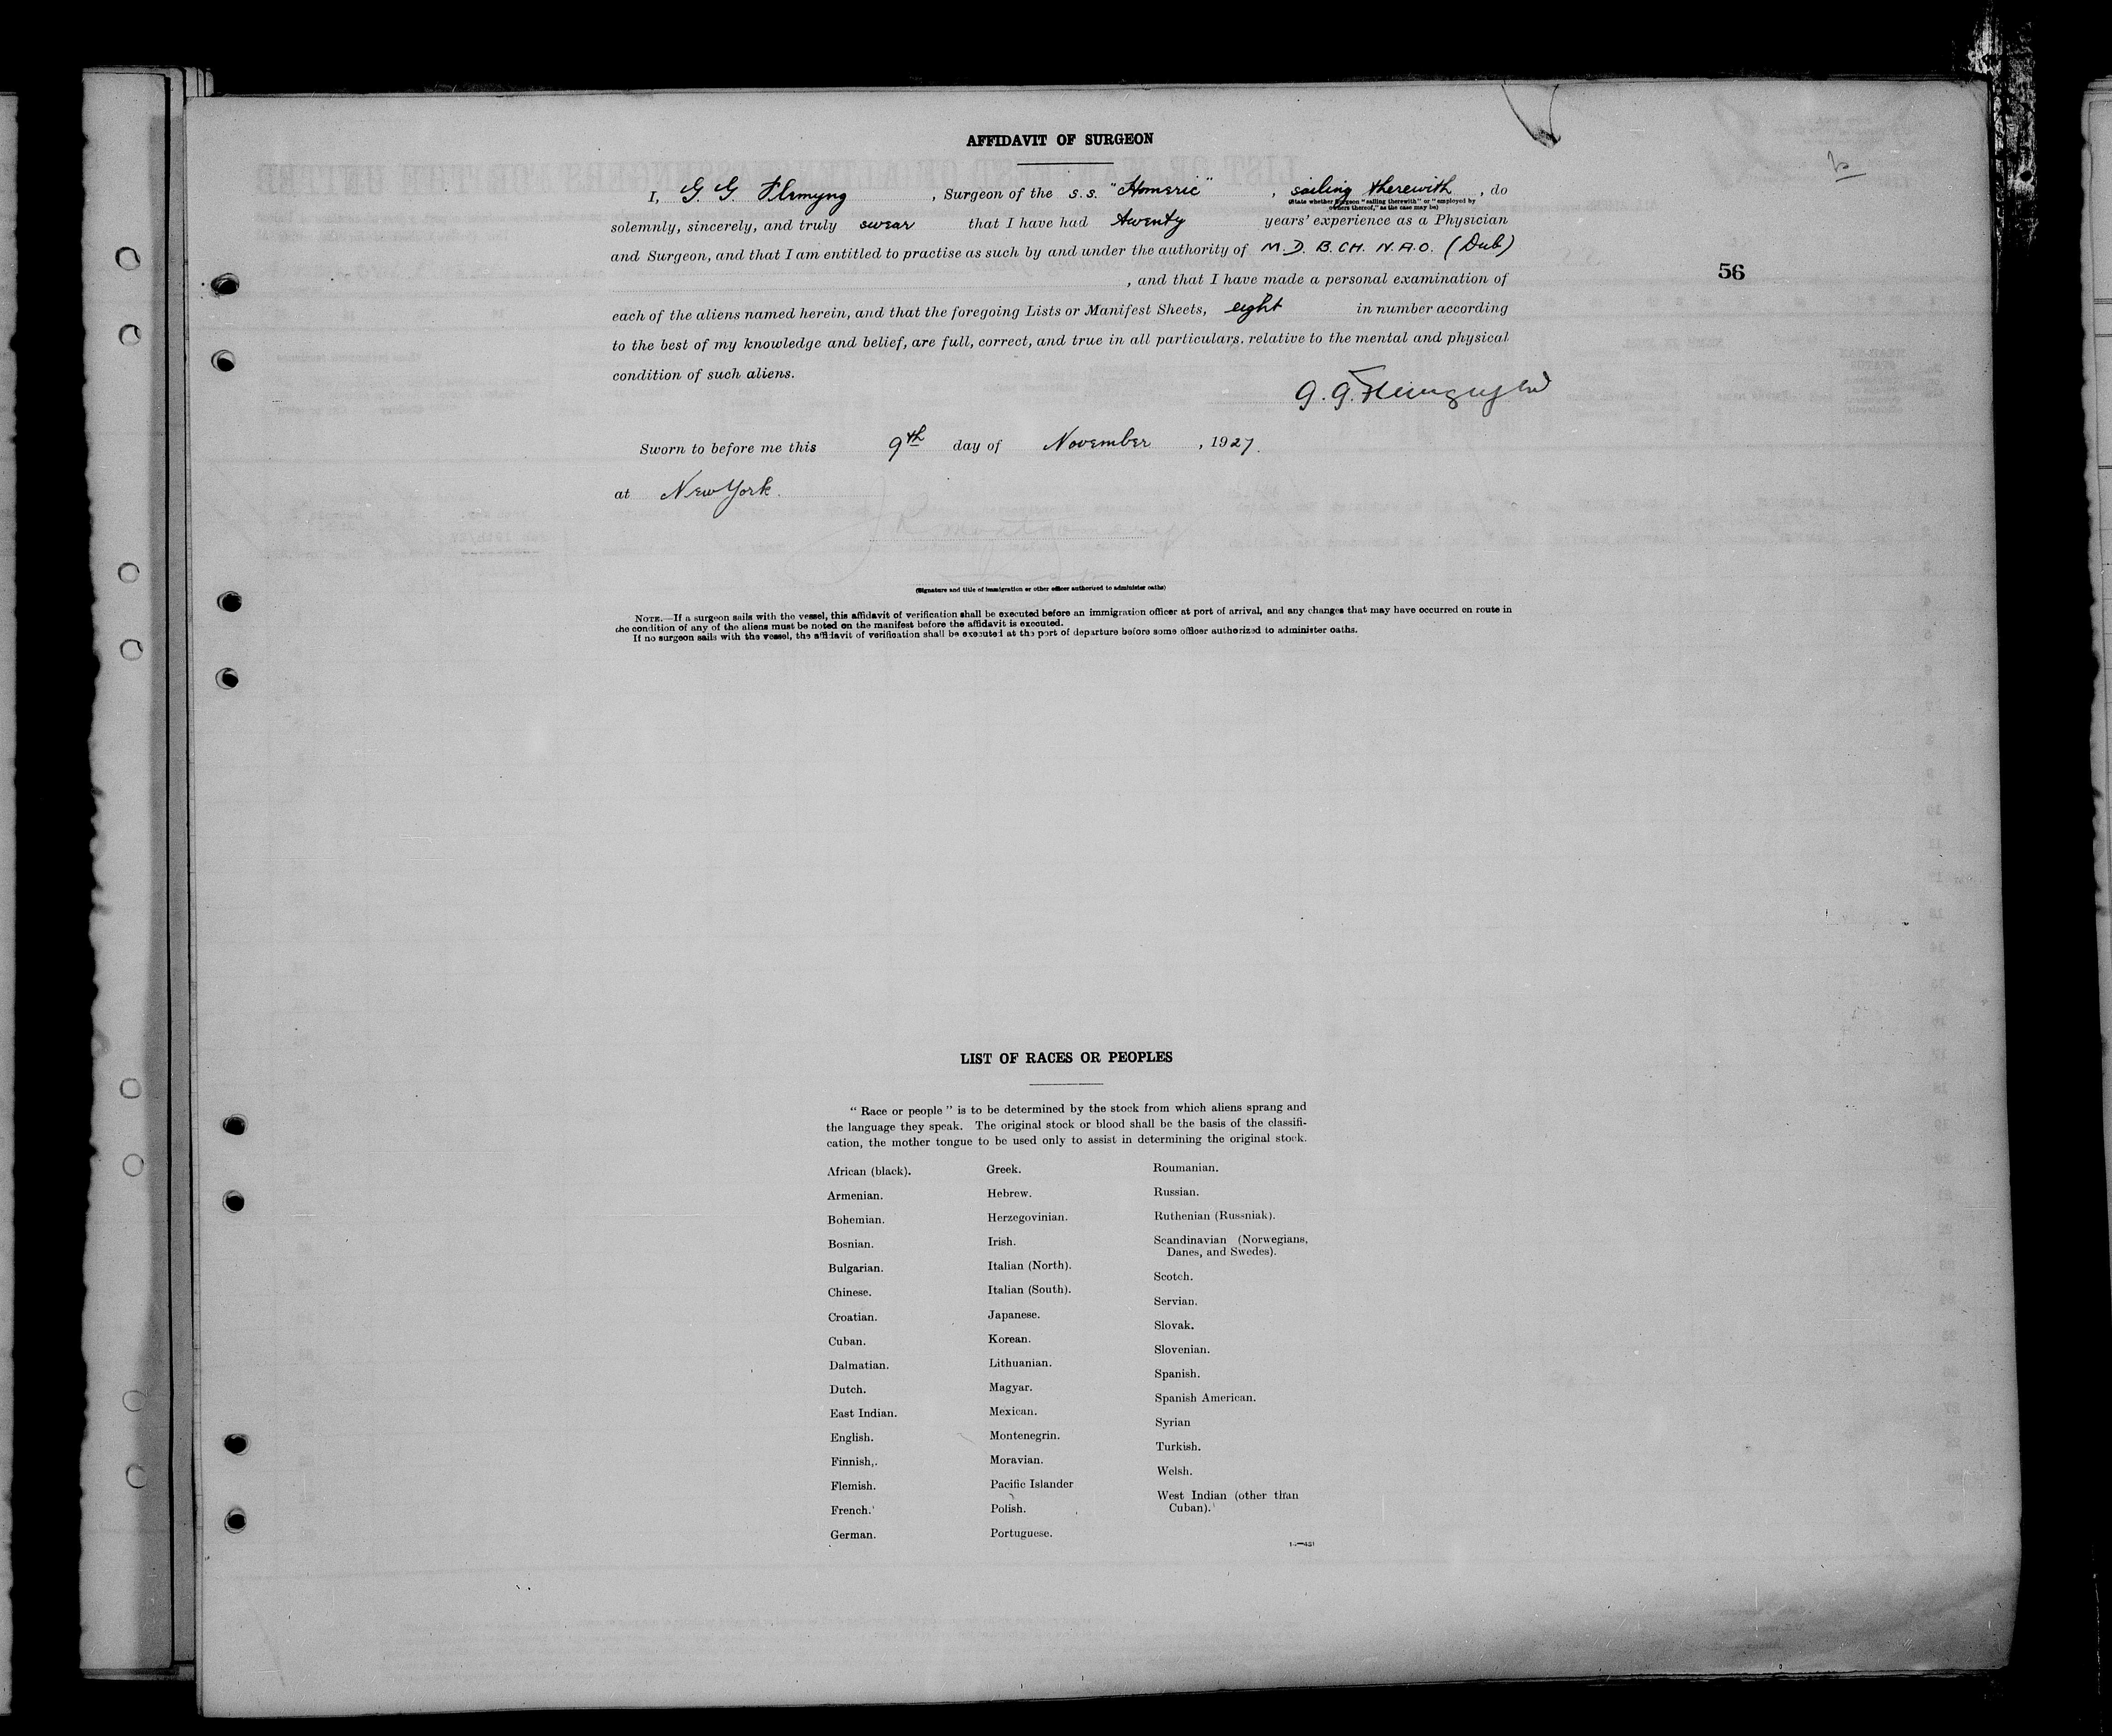 AFFIDAVIT OF SURGEON
I, G. G. Flemyng, Surgeon of the S.S. "Homeric", sailing therewith, do
(State whether Surgeon "sailing therewith" or "employed by
owners thereof," as the case may be)
solemnly, sincerely, and truly swear that I have had twenty years' experience as a Physician
and Surgeon, and that I am entitled to practise as such by and under the authority of M.D. B.CH. N.A.O. (Dub)
56
, and that I have made a personal examination of
each of the aliens named herein, and that the foregoing Lists or Manifest Sheets, eight in number according
to the best of my knowledge and belief, are full, correct, and true in all particulars, relative to the mental and physical
condition of such aliens.
G. G. Flemyng
Sworn to before me this 9th day of November, 1927.
at New York.
Montgomery
(Signature and title of immigration or other officer authorized to administer oaths)
NOTE.—If a surgeon sails with the vessel, this affidavit of verification shall be executed before an immigration officer at port of arrival, and any changes that may have occurred en route in
the condition of any of the aliens must be noted on the manifest before the affidavit is executed.
If no surgeon sails with the vessel, the affidavit of verification shall be executed at the port of departure before some officer authorized to administer oaths.
LIST OF RACES OR PEOPLES
"Race or people" is to be determined by the stock from which aliens sprang and
the language they speak. The original stock or blood shall be the basis of the classifi-
cation, the mother tongue to be used only to assist in determining the original stock.
African (black).
Armenian.
Bohemian.
Bosnian.
Bulgarian.
Chinese.
Croatian.
Cuban.
Dalmatian.
Dutch.
East Indian.
English.
Finnish.
Flemish.
French.
German.
Greek.
Hebrew.
Herzegovinian.
Irish.
Italian (North).
Italian (South).
Japanese.
Korean.
Lithuanian.
Magyar.
Mexican.
Montenegrin.
Moravian.
Pacific Islander
Polish.
Portuguese.
Roumanian.
Russian.
Ruthenian (Russniak).
Scandinavian (Norwegians,
Danes, and Swedes).
Scotch.
Servian.
Slovak.
Slovenian.
Spanish.
Spanish American.
Syrian
Turkish.
Welsh.
West Indian (other than
Cuban).